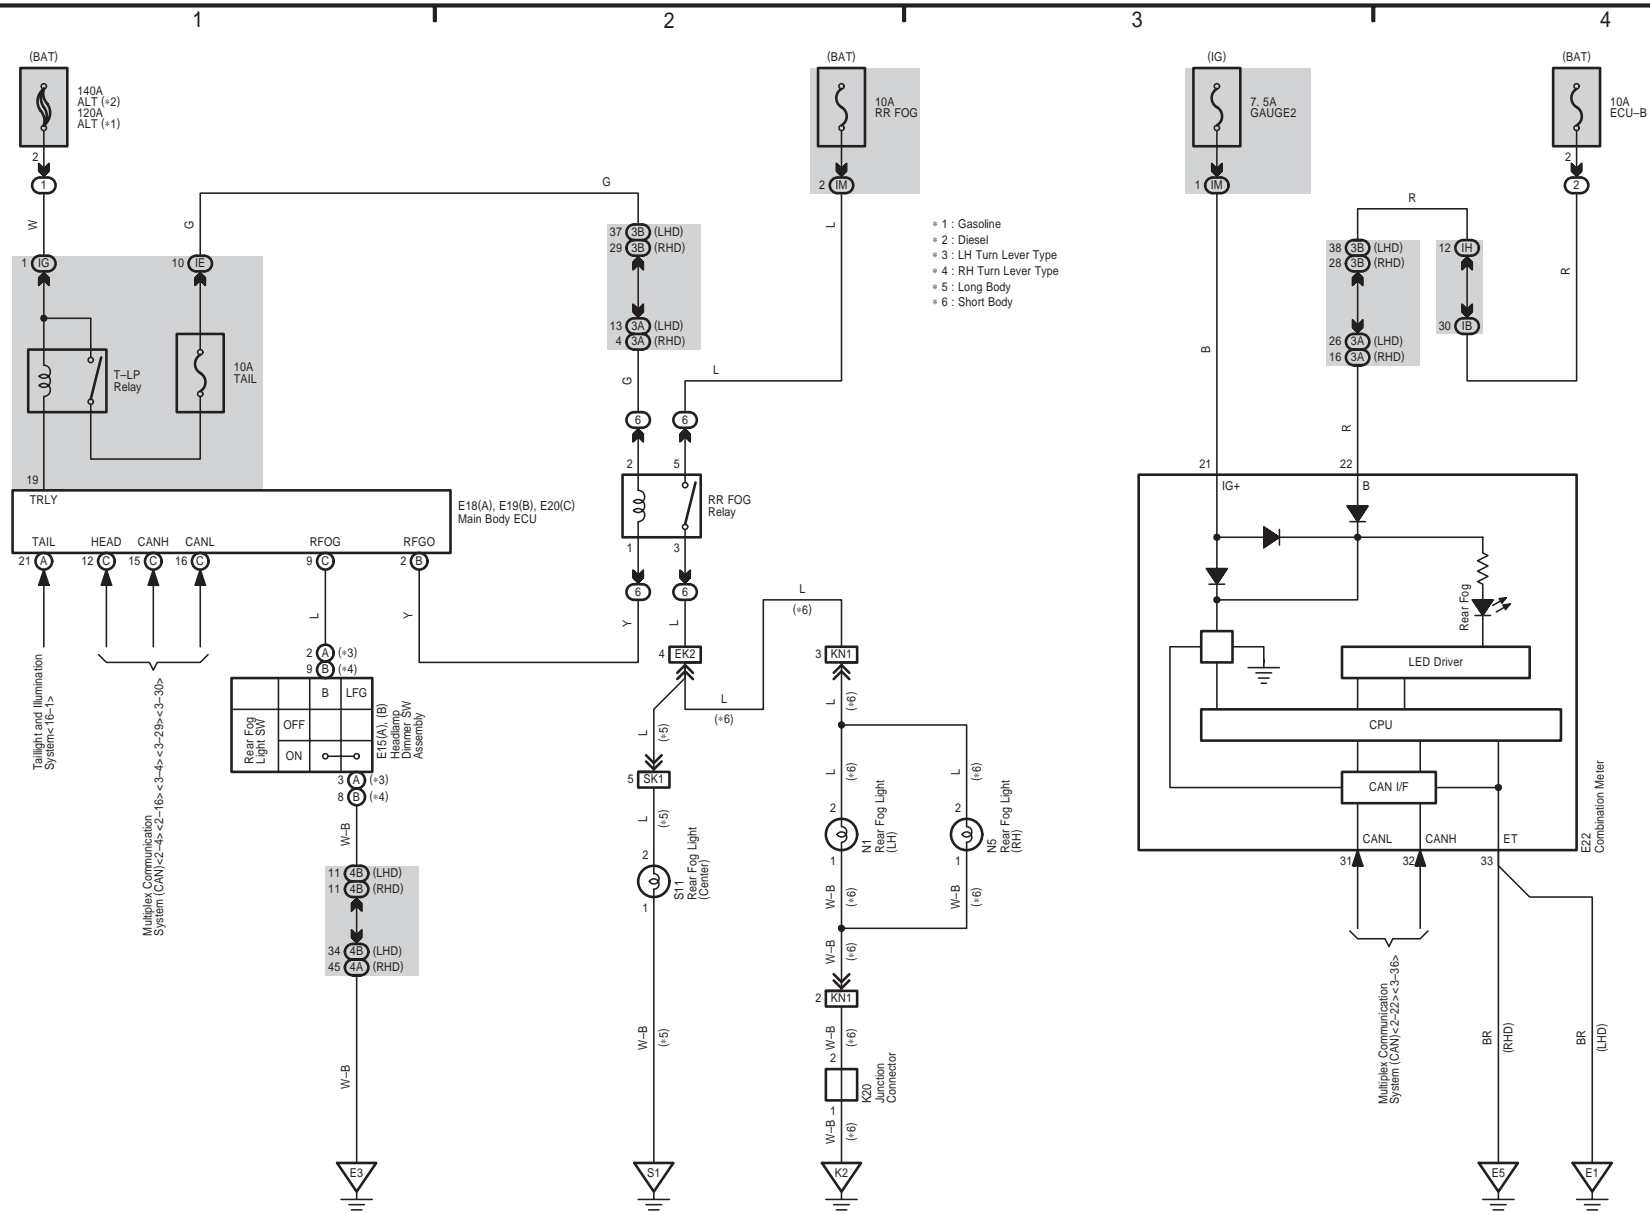 1
2
3
4
(BAT)
140A
ALT (∗2)
120A
ALT (∗1)
2
1
W
1 IG
10 IE
G
G
T–LP
Relay
10A
TAIL
19
TRLY
E18(A), E19(B), E20(C)
Main Body ECU
TAIL
HEAD
CANH
CANL
RFOG
RFGO
21 A
12 C
15 C
16 C
9 C
2 B
Taillight and Illumination
System<16–1>
Multiplex Communication
System (CAN)<2–4><2–16><3–4><3–29><3–30>
L
Y
2 A (∗3)
9 B (∗4)
B
LFG
Rear Fog
Light SW
OFF
ON
E15(A), (B)
Headlamp
Dimmer SW
Assembly
3 A (∗3)
8 B (∗4)
W–B
11 4B (LHD)
11 4B (RHD)
34 4B (LHD)
45 4A (RHD)
W–B
E3
37 3B (LHD)
29 3B (RHD)
13 3A (LHD)
4 3A (RHD)
G
L
6
6
2
5
RR FOG
Relay
1
3
6
6
Y
L
4 EK2
L
(∗6)
L
(∗6)
L
(∗5)
5 SK1
L
(∗5)
2
S11
Rear Fog Light
(Center)
1
W–B
(∗5)
S1
(BAT)
10A
RR FOG
2 IM
L
∗ 1 : Gasoline
∗ 2 : Diesel
∗ 3 : LH Turn Lever Type
∗ 4 : RH Turn Lever Type
∗ 5 : Long Body
∗ 6 : Short Body
3 KN1
L
(∗6)
L
(∗6)
L
(∗6)
2
N1
Rear Fog Light
(LH)
1
2
N5
Rear Fog Light
(RH)
1
W–B
(∗6)
W–B
(∗6)
W–B
(∗6)
2 KN1
W–B
(∗6)
2
K20
Junction
Connector
1
W–B
(∗6)
K2
(IG)
7. 5A
GAUGE2
1 IM
B
(BAT)
10A
ECU–B
2
2
R
R
38 3B (LHD)
28 3B (RHD)
12 IH
26 3A (LHD)
16 3A (RHD)
30 IB
R
21
22
IG+
B
Rear Fog
LED Driver
CPU
CAN I/F
CANL
CANH
ET
E22
Combination Meter
31
32
33
Multiplex Communication
System (CAN)<2–22><3–36>
BR
(RHD)
BR
(LHD)
E5
E1